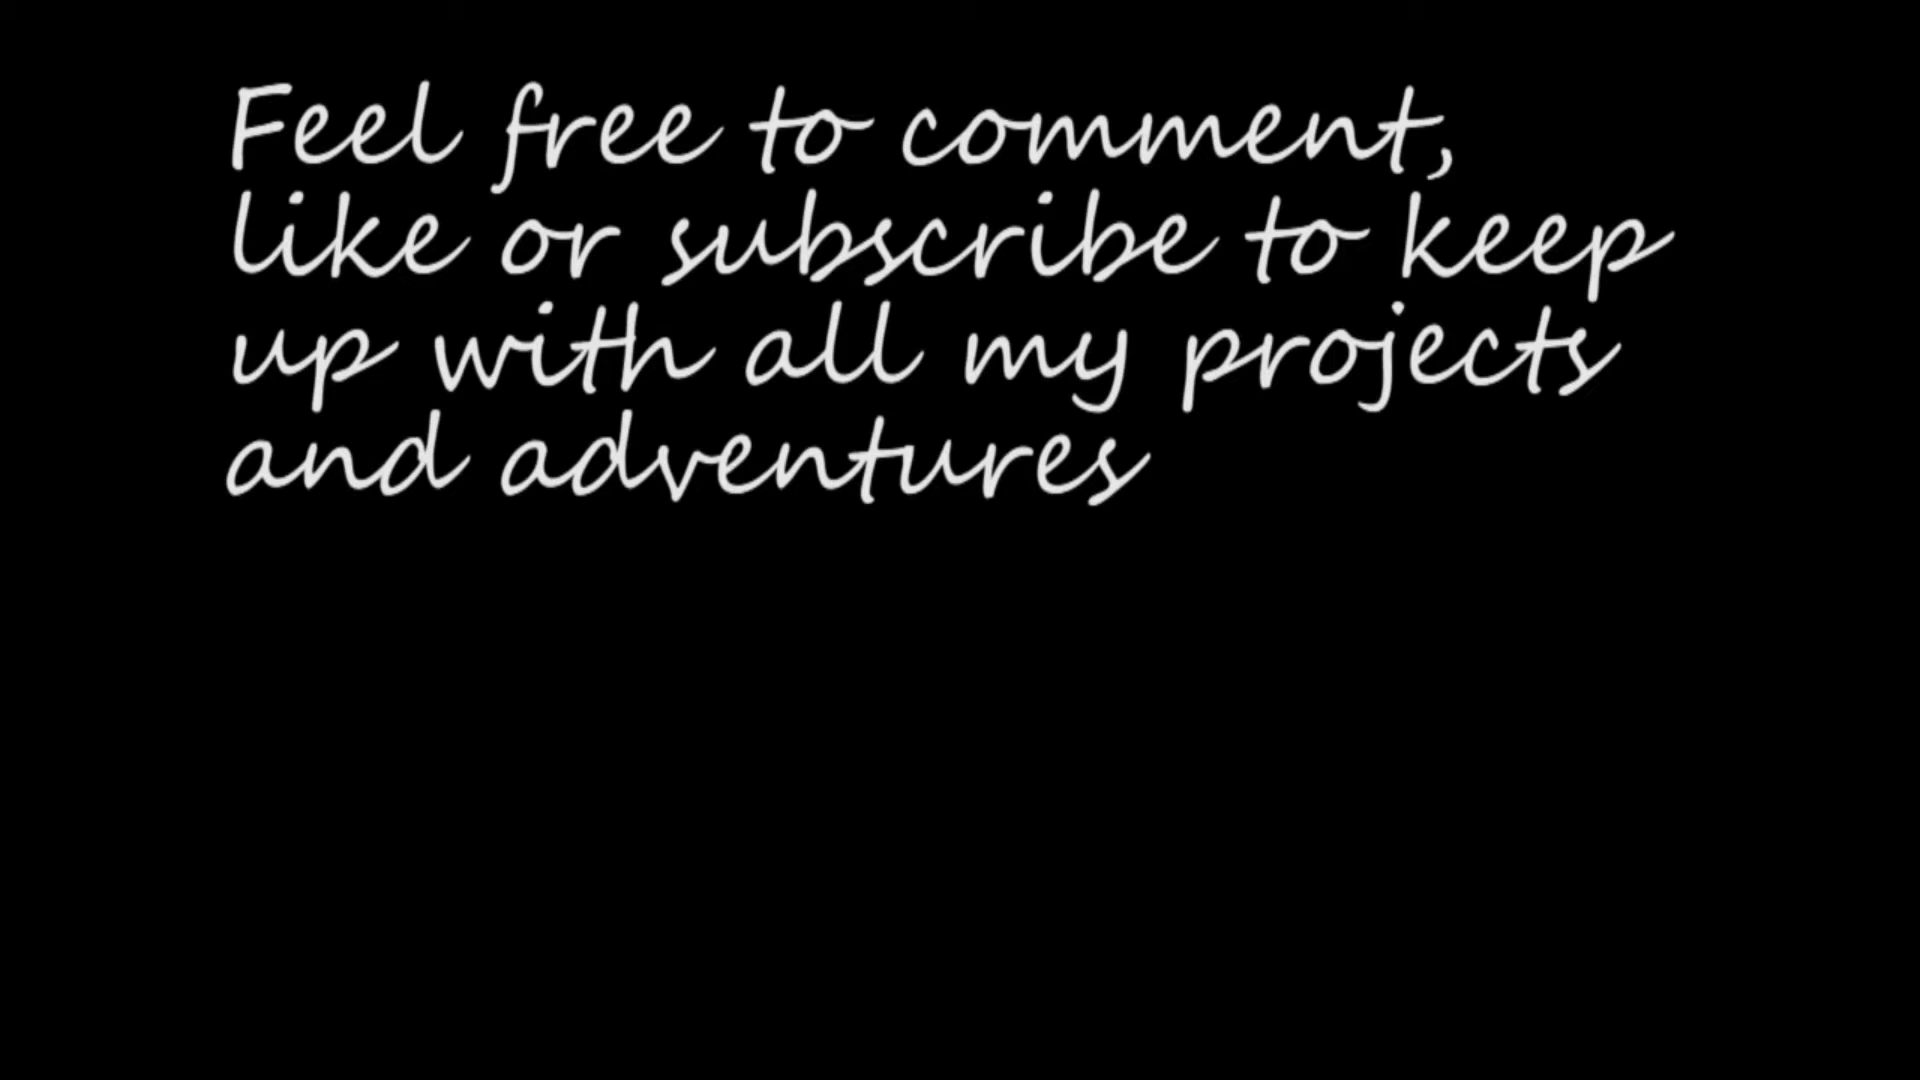 Feel free to comment,
like or subscribe to keep
up with all my projects
and adventures